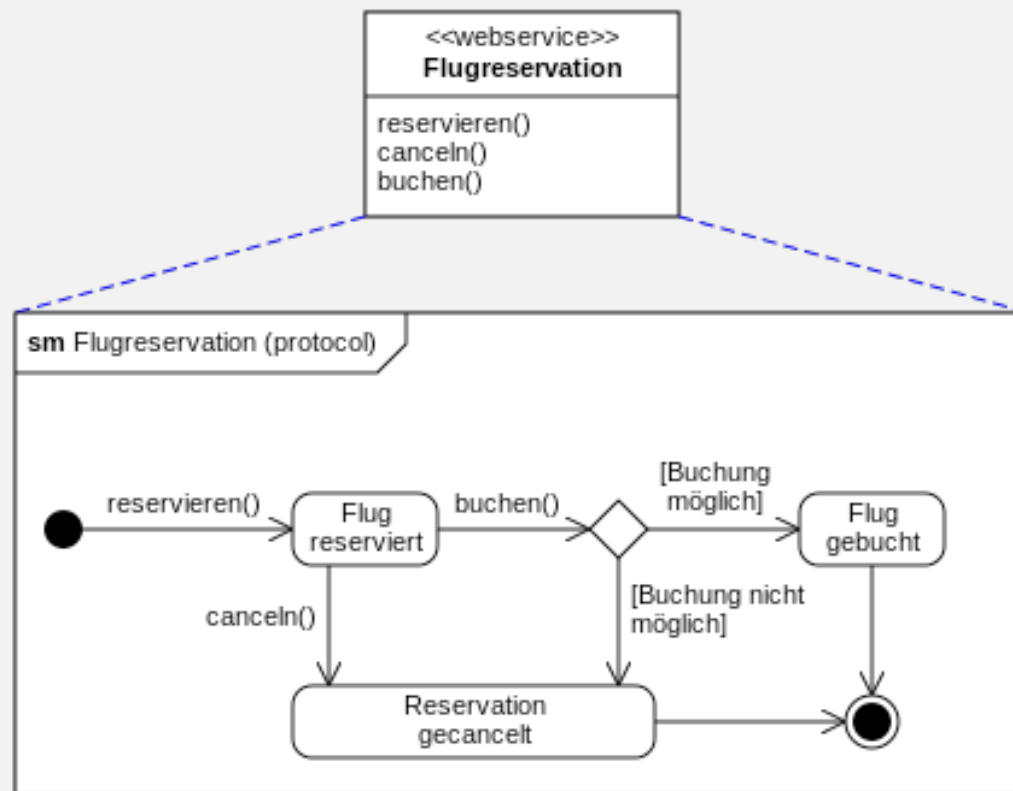 <<webservice>>
Flugreservation
reservieren()
canceln()
buchen()
sm Flugreservation (protocol)
reservieren()
Flug
reserviert
buchen()
[Buchung
möglich]
Flug
gebucht
canceln()
[Buchung nicht
möglich]
Reservation
gecancelt